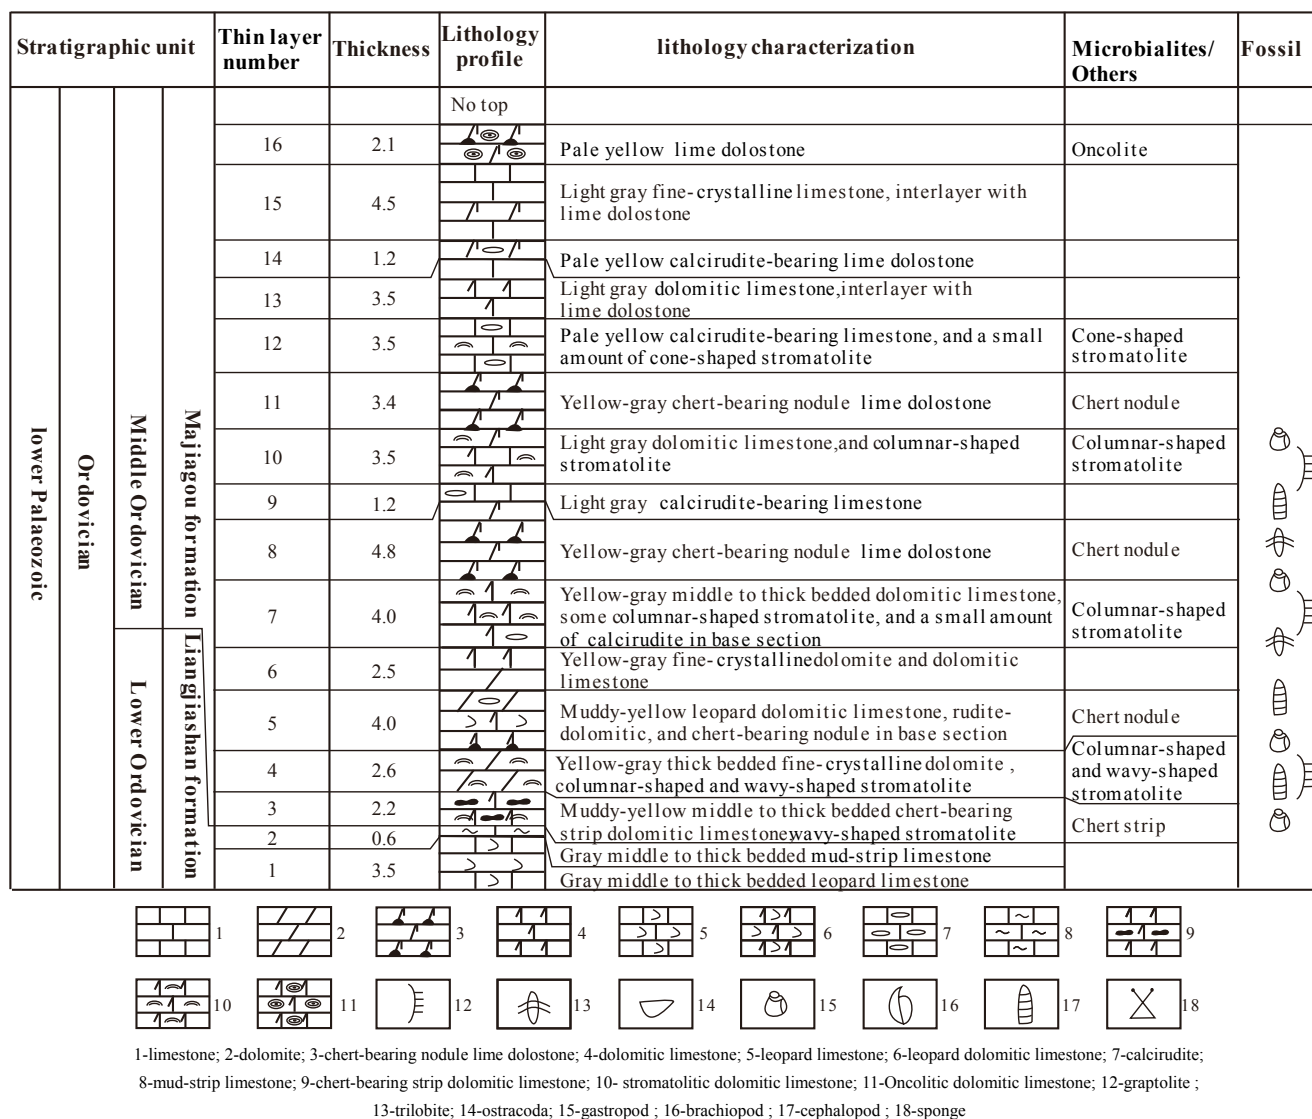 Stratigraphic unit
Thin layer
number
Thickness
Lithology
profile
lithology characterization
Microbialites/
Others
Fossil
lower Palaeozoic
Ordovician
Middle Ordovician
Lower Ordovician
Majiagou formation
Liangjiashan formation
No top
16 2.1 Pale yellow lime dolostone Oncolite
15 4.5 Light gray fine-crystalline limestone, interlayer with
lime dolostone
14 1.2 Pale yellow calcirudite-bearing lime dolostone
13 3.5 Light gray dolomitic limestone,interlayer with
lime dolostone
12 3.5 Pale yellow calcirudite-bearing limestone, and a small
amount of cone-shaped stromatolite
Cone-shaped
stromatolite
11 3.4 Yellow-gray chert-bearing nodule lime dolostone Chert nodule
10 3.5 Light gray dolomitic limestone,and columnar-shaped
stromatolite
Columnar-shaped
stromatolite
9 1.2 Light gray calcirudite-bearing limestone
8 4.8 Yellow-gray chert-bearing nodule lime dolostone Chert nodule
7 4.0 Yellow-gray middle to thick bedded dolomitic limestone,
some columnar-shaped stromatolite, and a small amount
of calcirudite in base section
Columnar-shaped
stromatolite
6 2.5 Yellow-gray fine-crystallinedolomite and dolomitic
limestone
5 4.0 Muddy-yellow leopard dolomitic limestone, rudite-
dolomitic, and chert-bearing nodule in base section
Chert nodule
4 2.6 Yellow-gray thick bedded fine-crystalline dolomite ,
columnar-shaped and wavy-shaped stromatolite
Columnar-shaped
and wavy-shaped
stromatolite
3 2.2 Muddy-yellow middle to thick bedded chert-bearing
strip dolomitic limestone,wavy-shaped stromatolite
Chert strip
2 0.6 Gray middle to thick bedded mud-strip limestone
1 3.5 Gray middle to thick bedded leopard limestone
1 2 3 4 5 6 7 8 9
10 11 12 13 14 15 16 17 18
1-limestone; 2-dolomite; 3-chert-bearing nodule lime dolostone; 4-dolomitic limestone; 5-leopard limestone; 6-leopard dolomitic limestone; 7-calcirudite;
8-mud-strip limestone; 9-chert-bearing strip dolomitic limestone; 10- stromatolitic dolomitic limestone; 11-Oncolitic dolomitic limestone; 12-graptolite ;
13-trilobite; 14-ostracoda; 15-gastropod ; 16-brachiopod ; 17-cephalopod ; 18-sponge